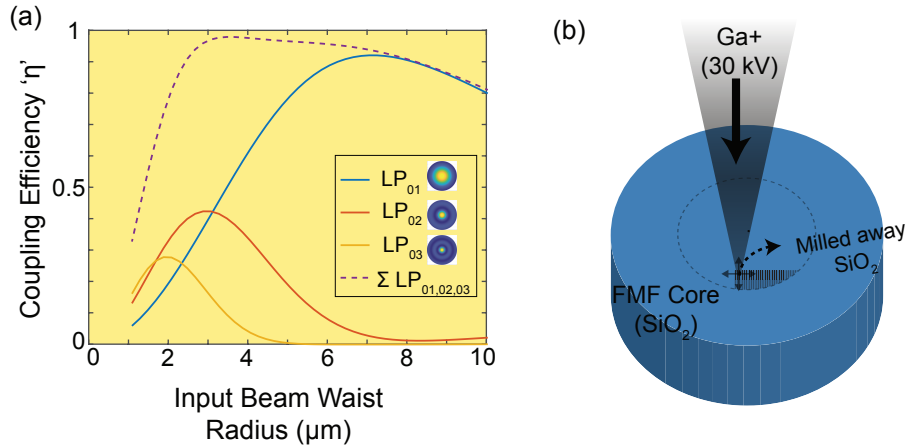 (a)
Coupling Efficiency ‘η’
1
0.5
0
0 2 4 6 8 10
Input Beam Waist
Radius (μm)
LP01
LP02
LP03
Σ LP01,02,03
(b)
Ga+
(30 kV)
Milled away
SiO2
FMF Core
(SiO2)